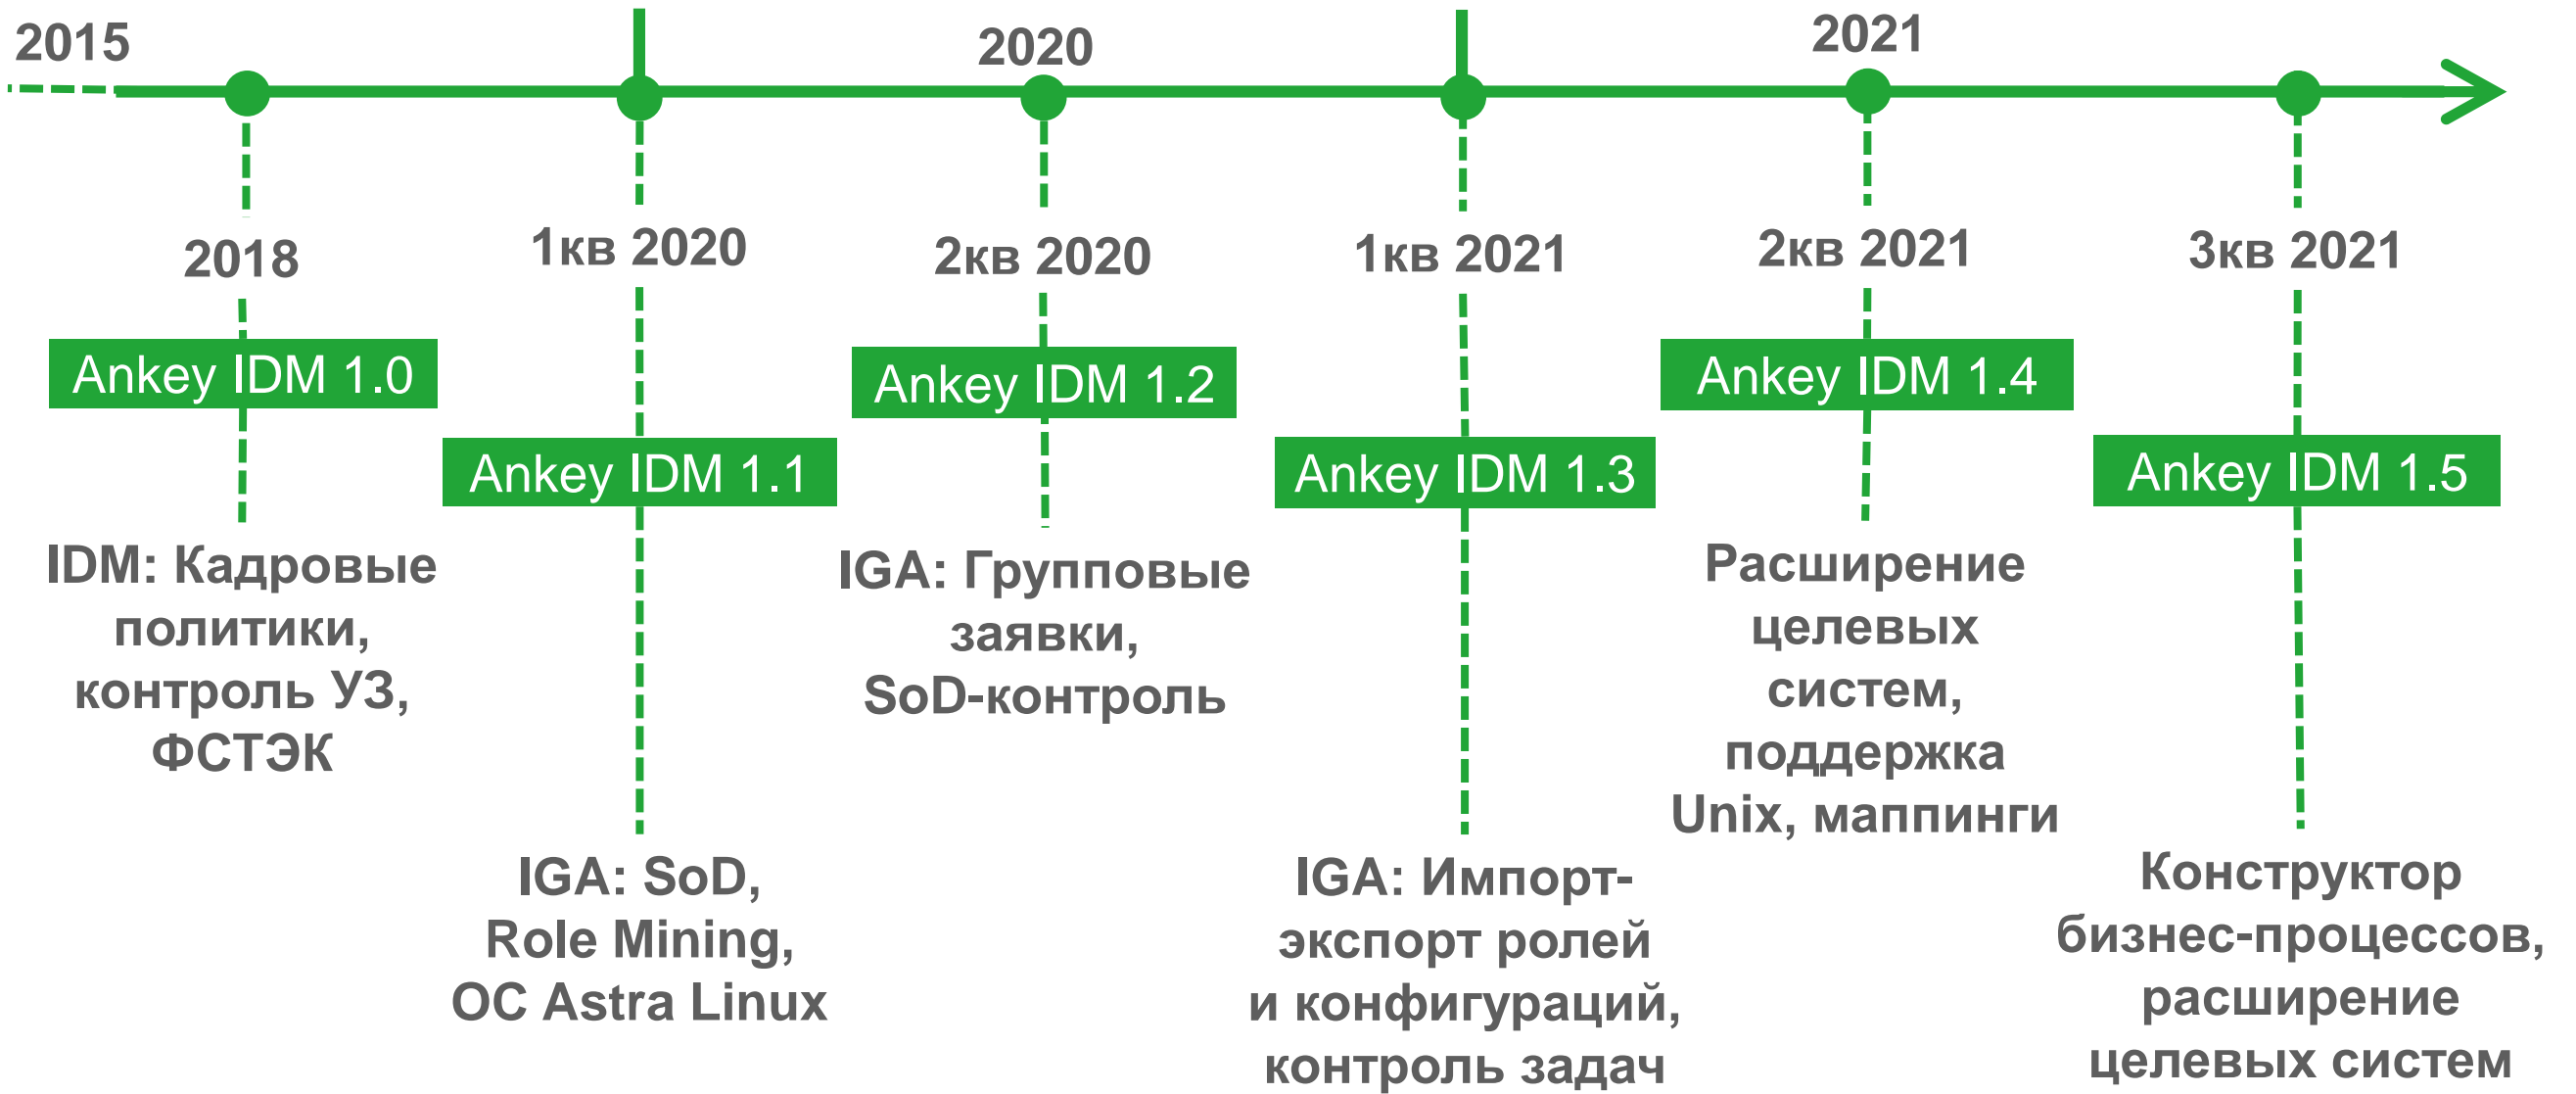 2015
2020
2021
2018
1кв 2020
2кв 2020
1кв 2021
2кв 2021
3кв 2021
Ankey IDM 1.0
Ankey IDM 1.1
Ankey IDM 1.2
Ankey IDM 1.3
Ankey IDM 1.4
Ankey IDM 1.5
IDM: Кадровые
политики,
контроль УЗ,
ФСТЭК
IGA: SoD,
Role Mining,
ОС Astra Linux
IGA: Групповые
заявки,
SoD-контроль
IGA: Импорт-
экспорт ролей
и конфигураций,
контроль задач
Расширение
целевых
систем,
поддержка
Unix, маппинги
Конструктор
бизнес-процессов,
расширение
целевых систем